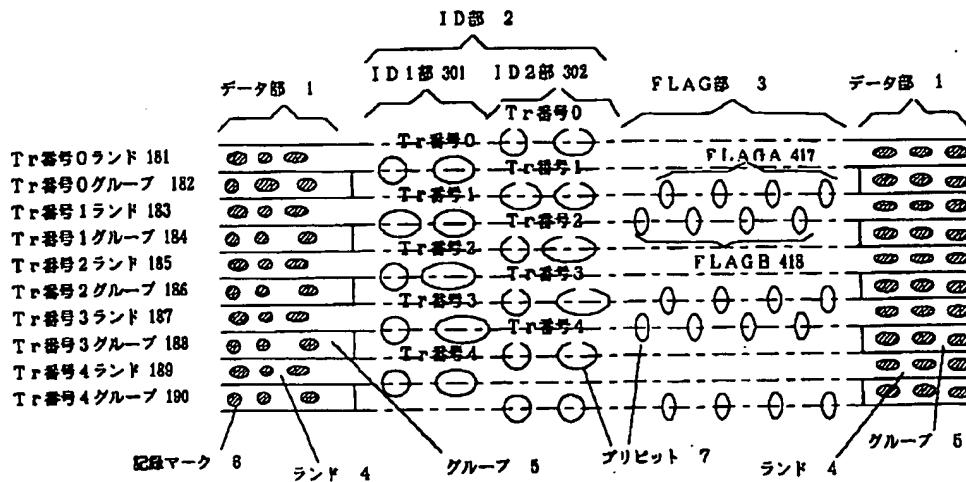 ID部 2
データ部 1
ID1部 301
ID2部 302
FLAG部 3
データ部 1
Tr番号0
Tr番号0
Tr番号0ランド 181
Tr番号1
FLAGA 417
Tr番号0グルーブ 182
Tr番号1
Tr番号1ランド 183
Tr番号2
Tr番号1グルーブ 184
Tr番号2
FLAGB 418
Tr番号2ランド 185
Tr番号3
Tr番号2グルーブ 186
Tr番号3
Tr番号3ランド 187
Tr番号4
Tr番号3グルーブ 188
Tr番号4
Tr番号4ランド 189
Tr番号4グルーブ 190
記録マーク 6
ランド 4
グルーブ 5
プリピット 7
ランド 4
グルーブ 5